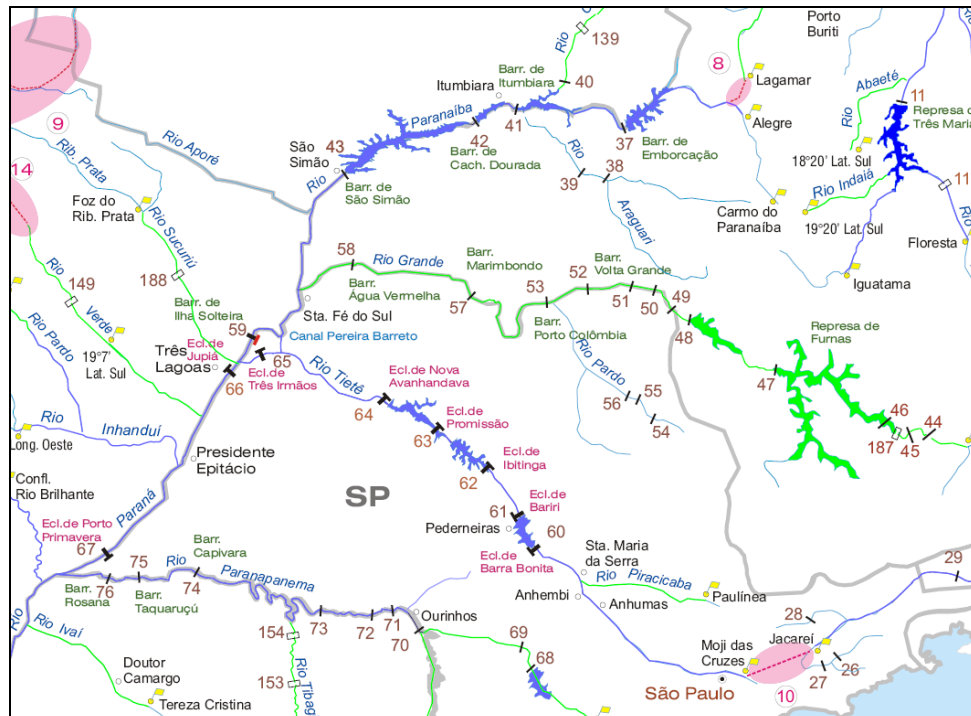 Porto
Buriti
139
Rio
Barr. de
Itumbiara
8
Itumbiara
40
Lagamar
Abaeté
11
Represa d
Três Maria
Paranaíba
41
42
9
43
Alegre
Rio
37
Rio Aporé
São
Simão
Barr. de
Cach. Dourada
Rio
Barr. de
Emborcação
18°20' Lat. Sul
14
Rib. Prata
Rio
Barr. de
São Simão
39
38
Rio Indaiá
11
Foz do
Rib. Prata
Carmo do
Paranaíba
19°20' Lat. Sul
Rio
Araguari
Floresta
Rio Sucuriú
58
Rio Grande
Barr.
Marimbondo
52
Barr.
Volta Grande
Iguatama
Rio
149
188
Barr.
Água Vermelha
57
53
51
50
49
Verde
Barr. de
Ilha Solteira
Sta. Fé do Sul
Barr.
Porto Colômbia
48
Represa de
Furnas
Rio Pardo
59
Canal Pereira Barreto
19°7'
Lat. Sul
Ecl.de
Jupiá
Três
Lagoas
65
Ecl.de
Três Irmãos
Rio Tietê
Ecl.de Nova
Avanhandava
Rio Pardo
47
66
55
56
64
Ecl.de
Promissão
54
46
44
Rio
Inhanduí
63
187
45
Long. Oeste
Presidente
Epitácio
Ecl.de
Ibitinga
62
Confl.
Rio Brilhante
SP
Ecl.de
Bariri
Paraná
61
60
Ecl.de Porto
Primavera
Pederneiras
67
Barr.
Capivara
Ecl.de
Barra Bonita
Sta. Maria
da Serra
29
75
Rio
Paranapanema
76
74
Rio Piracicaba
Barr.
Rosana
Barr.
Taquaruçú
Anhembi
Anhumas
Paulínea
Rio
Rio Ivaí
Ourinhos
28
154
73
72
71
70
69
Moji das
Cruzes
Jacareí
Rio Tibag
68
26
27
Doutor
Camargo
153
São Paulo
10
Tereza Cristina